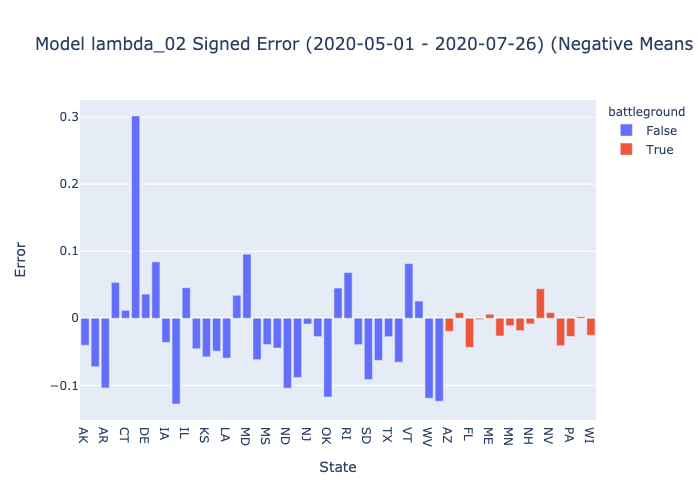 Model lambda_02 Signed Error (2020-05-01 - 2020-07-26) (Negative Means
battleground
False
True
0.3
0.2
0.1
0
−0.1
Error
AK AR CT DE IA IL KS LA MD MS ND NJ OK RI SD TX VT WV AZ FL ME MN NH NV PA WI
State